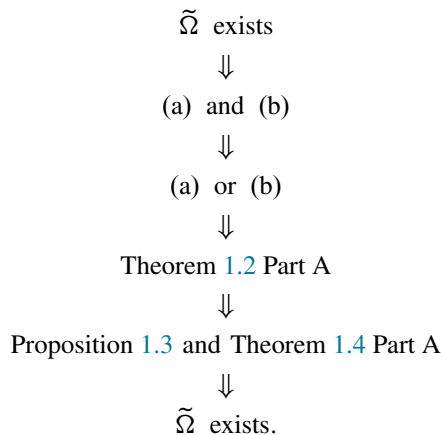 Ω̃ exists
⇓
(a) and (b)
⇓
(a) or (b)
⇓
Theorem 1.2 Part A
⇓
Proposition 1.3 and Theorem 1.4 Part A
⇓
Ω̃ exists.